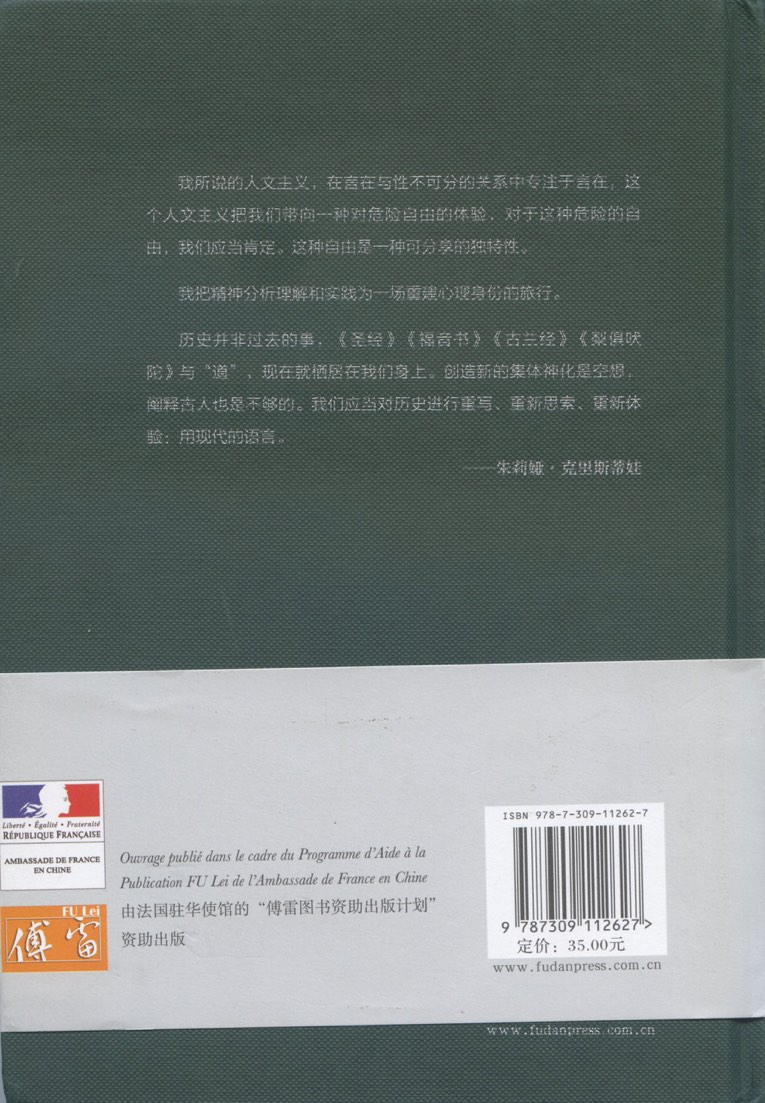 我所说的人文主义，在言在与性不可分的关系中专注于言在，这
个人文主义把我们带向一种对危险自由的体验，对于这种危险的自
由，我们应当肯定。这种自由是一种可分享的独特性。
我把精神分析理解和实践为一场重建心理身份的旅行。
历史并非过去的事，《圣经》《福音书》《古兰经》《梨俱吠
陀》与“道”，现在就栖居在我们身上。创造新的集体神化是空想，
阐释古人也是不够的。我们应当对历史进行重写、重新思索、重新体
验：用现代的语言。
——朱莉娅·克里斯蒂娃
Liberté • Égalité • Fraternité
RÉPUBLIQUE FRANÇAISE
AMBASSADE DE FRANCE
EN CHINE
FU Lei
傅雷
Ouvrage publié dans le cadre du Programme d'Aide à la
Publication FU Lei de l'Ambassade de France en Chine
由法国驻华使馆的“傅雷图书资助出版计划”
资助出版
ISBN 978-7-309-11262-7
9 787309 112627>
定价：35.00元
www.fudanpress.com.cn
www.fudanpress.com.cn